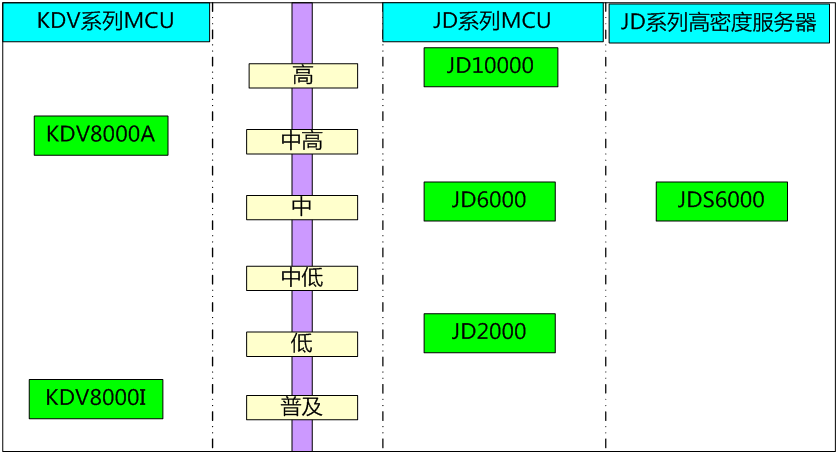 KDV系列MCU
JD系列MCU
JD系列高密度服务器
高
JD10000
KDV8000A
中高
中
JD6000
JDS6000
中低
低
JD2000
KDV8000I
普及